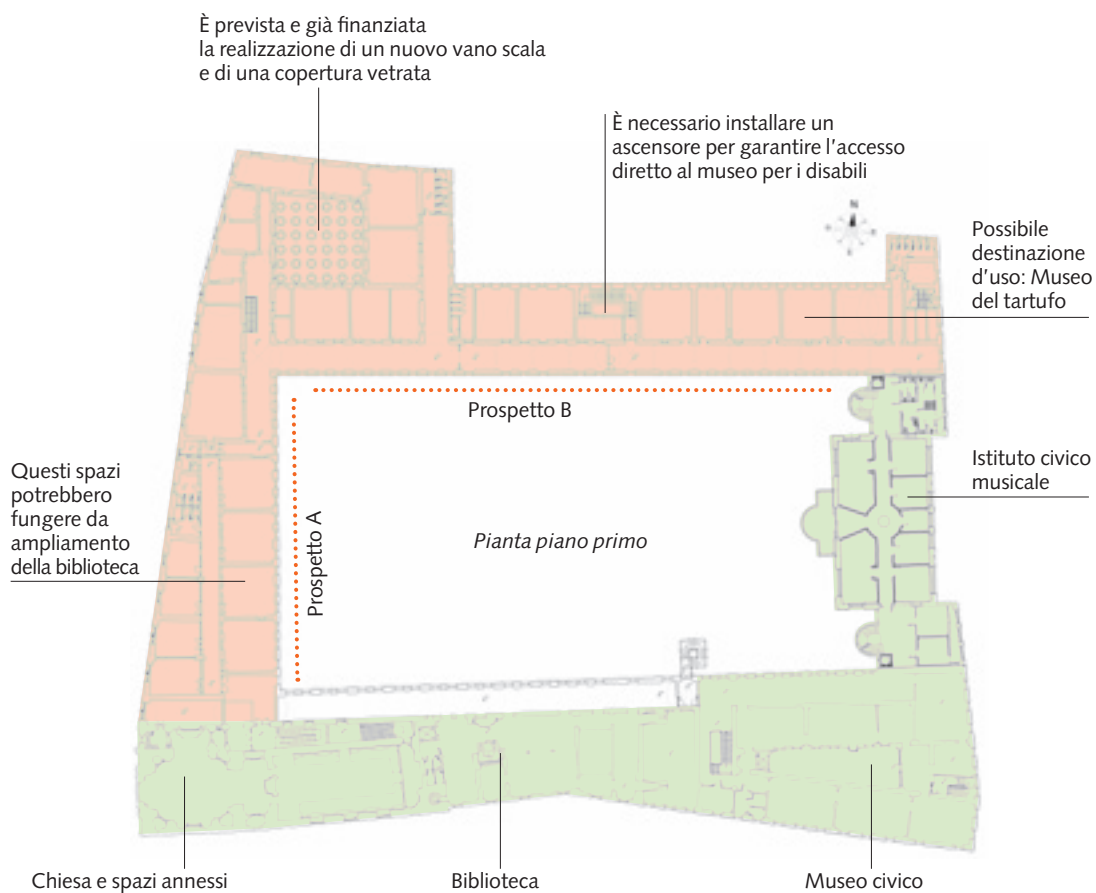 È prevista e già finanziata
la realizzazione di un nuovo vano scala
e di una copertura vetrata
È necessario installare un
ascensore per garantire l'accesso
diretto al museo per i disabili
N
Possibile
destinazione
d'uso: Museo
del tartufo
Prospetto B
Questi spazi
potrebbero
fungere da
ampliamento
della biblioteca
Prospetto A
Pianta piano primo
Istituto civico
musicale
Chiesa e spazi annessi
Biblioteca
Museo civico